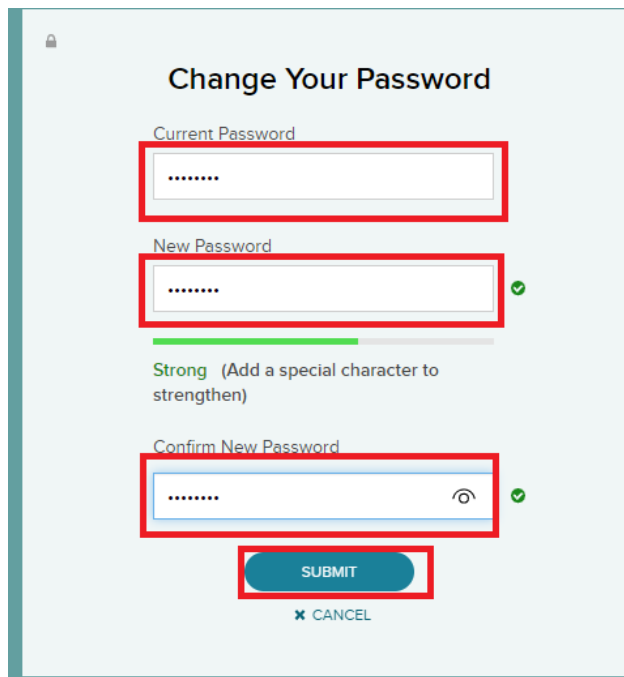 Change Your Password
Current Password
••••••••
New Password
••••••••
Strong (Add a special character to
strengthen)
Confirm New Password
••••••••
SUBMIT
✖ CANCEL